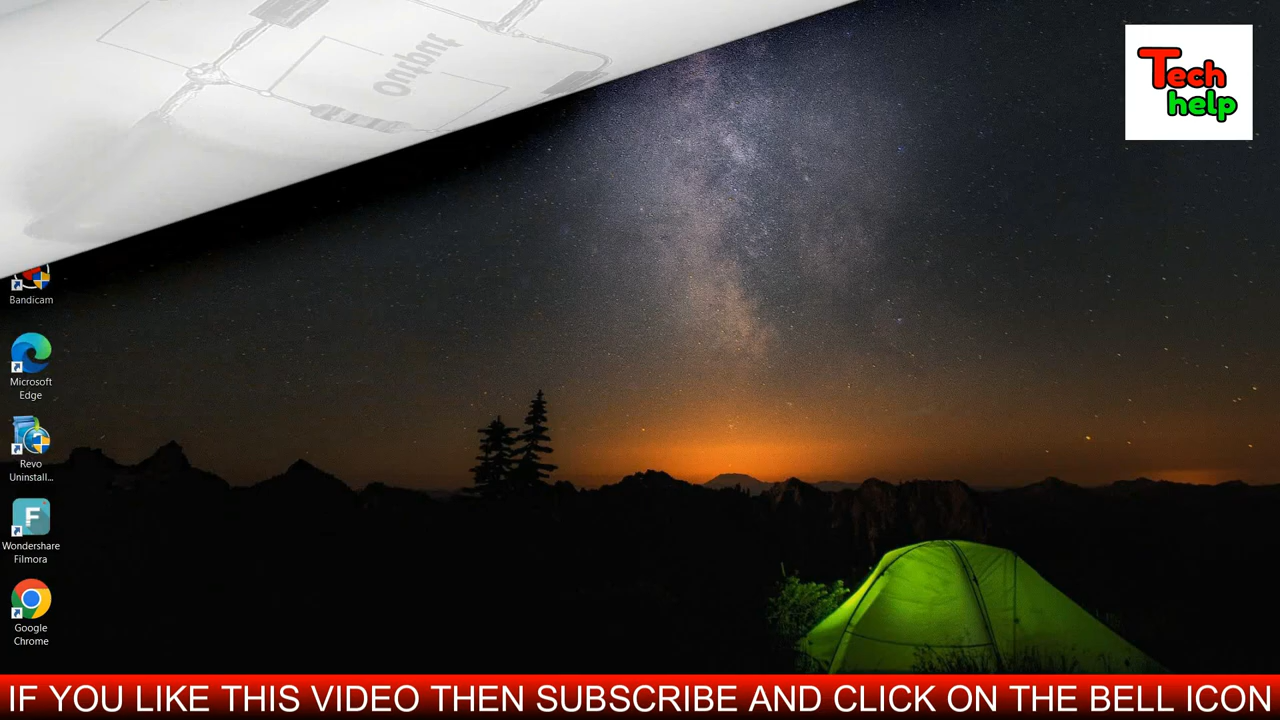 Tech
help
Bandicam
Microsoft
Edge
Revo
Uninstall...
Wondershare
Filmora
Google
Chrome
IF YOU LIKE THIS VIDEO THEN SUBSCRIBE AND CLICK ON THE BELL ICON